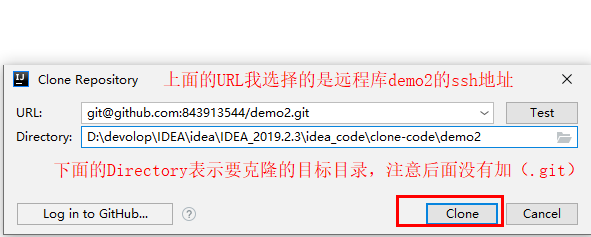 Clone Repository
上面的URL我选择的是远程库demo2的ssh地址
URL:
git@github.com:843913544/demo2.git
Test
Directory:
D:\devolop\IDEA\idea\IDEA_2019.2.3\idea_code\clone-code\demo2
下面的Directory表示要克隆的目标目录，注意后面没有加（.git）
Log in to GitHub...
?
Clone
Cancel